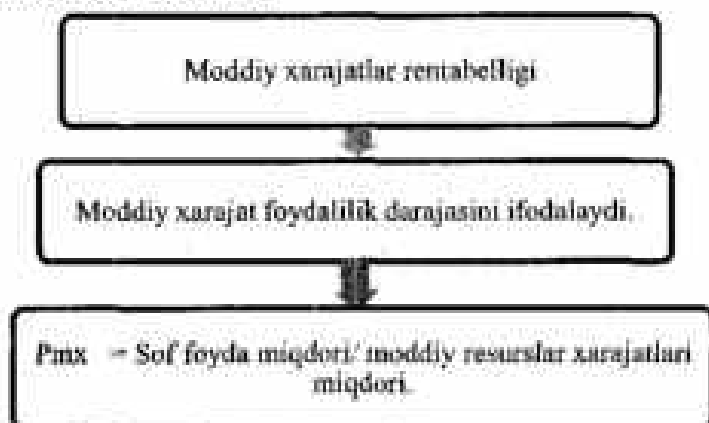 Moddiy xarajatlar rentabelligi
Moddiy xarajat foydalilik darajasini ifodalaydi.
Pmx = Sof foyda miqdori/ moddiy resurslar xarajatlari
miqdori.